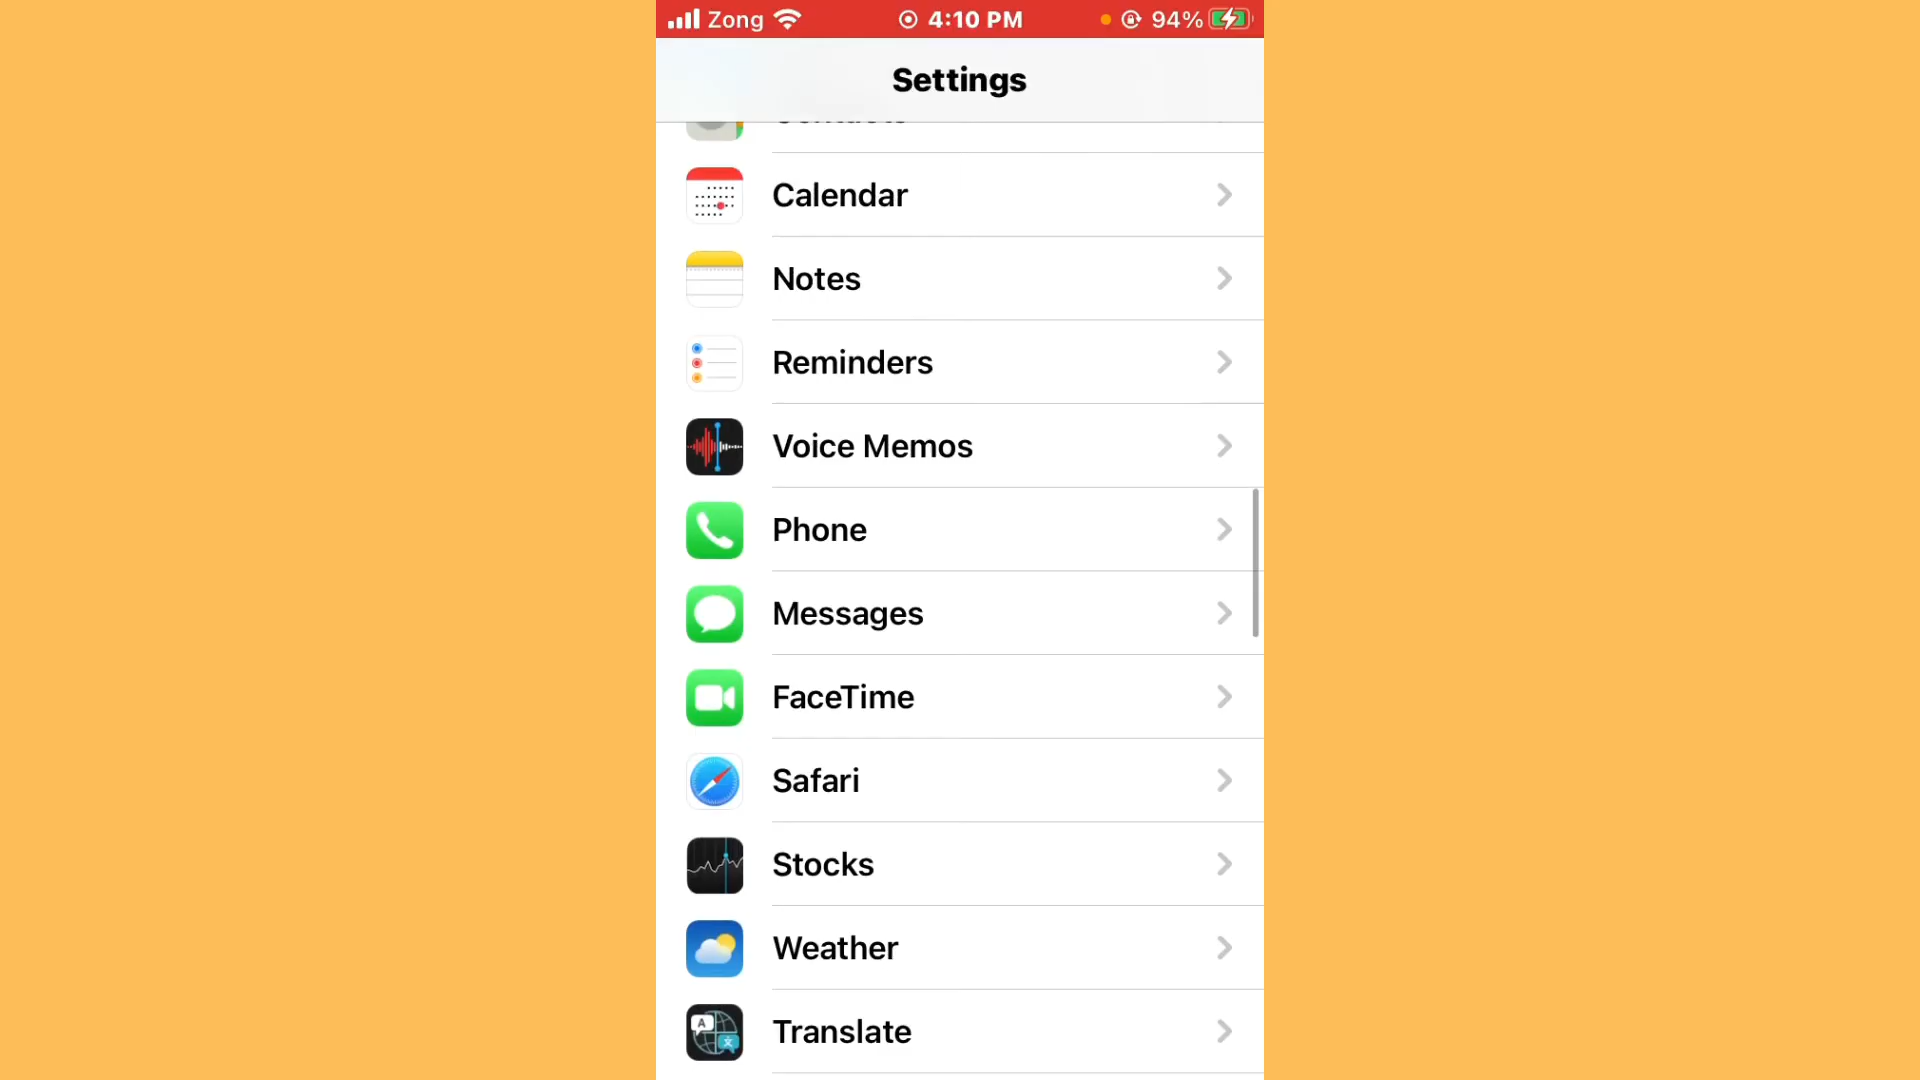 Zong 4:10 PM 94%
Settings
Calendar
Notes
Reminders
Voice Memos
Phone
Messages
FaceTime
Safari
Stocks
Weather
Translate